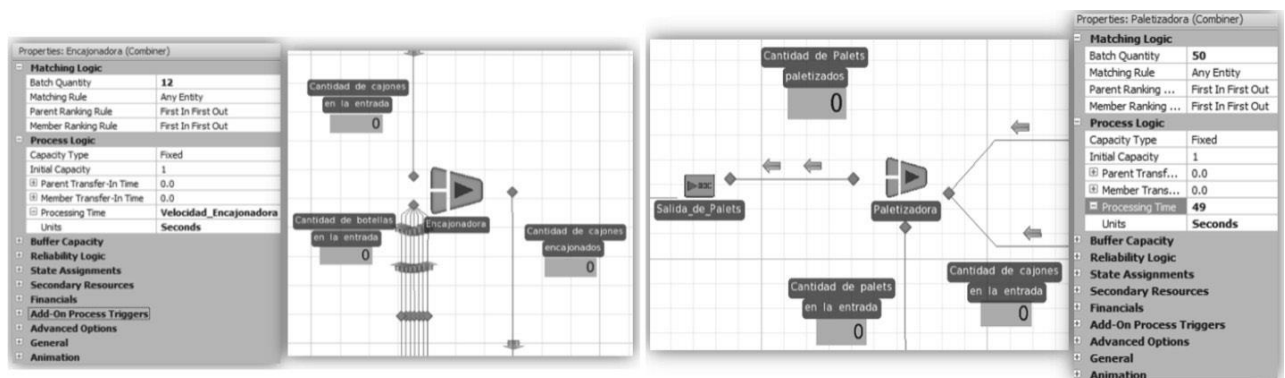 Properties: Encajonadora (Combiner)
Matching Logic
Batch Quantity 12
Matching Rule Any Entity
Parent Ranking Rule First In First Out
Member Ranking Rule First In First Out
Process Logic
Capacity Type Fixed
Initial Capacity 1
Parent Transfer-In Time 0.0
Member Transfer-In Time 0.0
Processing Time Velocidad_Encajonadora
Units Seconds
Buffer Capacity
Reliability Logic
State Assignments
Secondary Resources
Financials
Add-On Process Triggers
Advanced Options
General
Animation
Cantidad de cajones
en la entrada
0
Encajonadora
Cantidad de botellas
en la entrada
0
Cantidad de cajones
encajonados
0
Cantidad de Palets
paletizados
0
Salida_de_Palets
Paletizadora
Cantidad de palets
en la entrada
0
Cantidad de cajones
en la entrada
0
Properties: Paletizadora (Combiner)
Matching Logic
Batch Quantity 50
Matching Rule Any Entity
Parent Ranking ... First In First Out
Member Ranking ... First In First Out
Process Logic
Capacity Type Fixed
Initial Capacity 1
Parent Transf... 0.0
Member Trans... 0.0
Processing Time 49
Units Seconds
Buffer Capacity
Reliability Logic
State Assignments
Secondary Resources
Financials
Add-On Process Triggers
Advanced Options
General
Animation